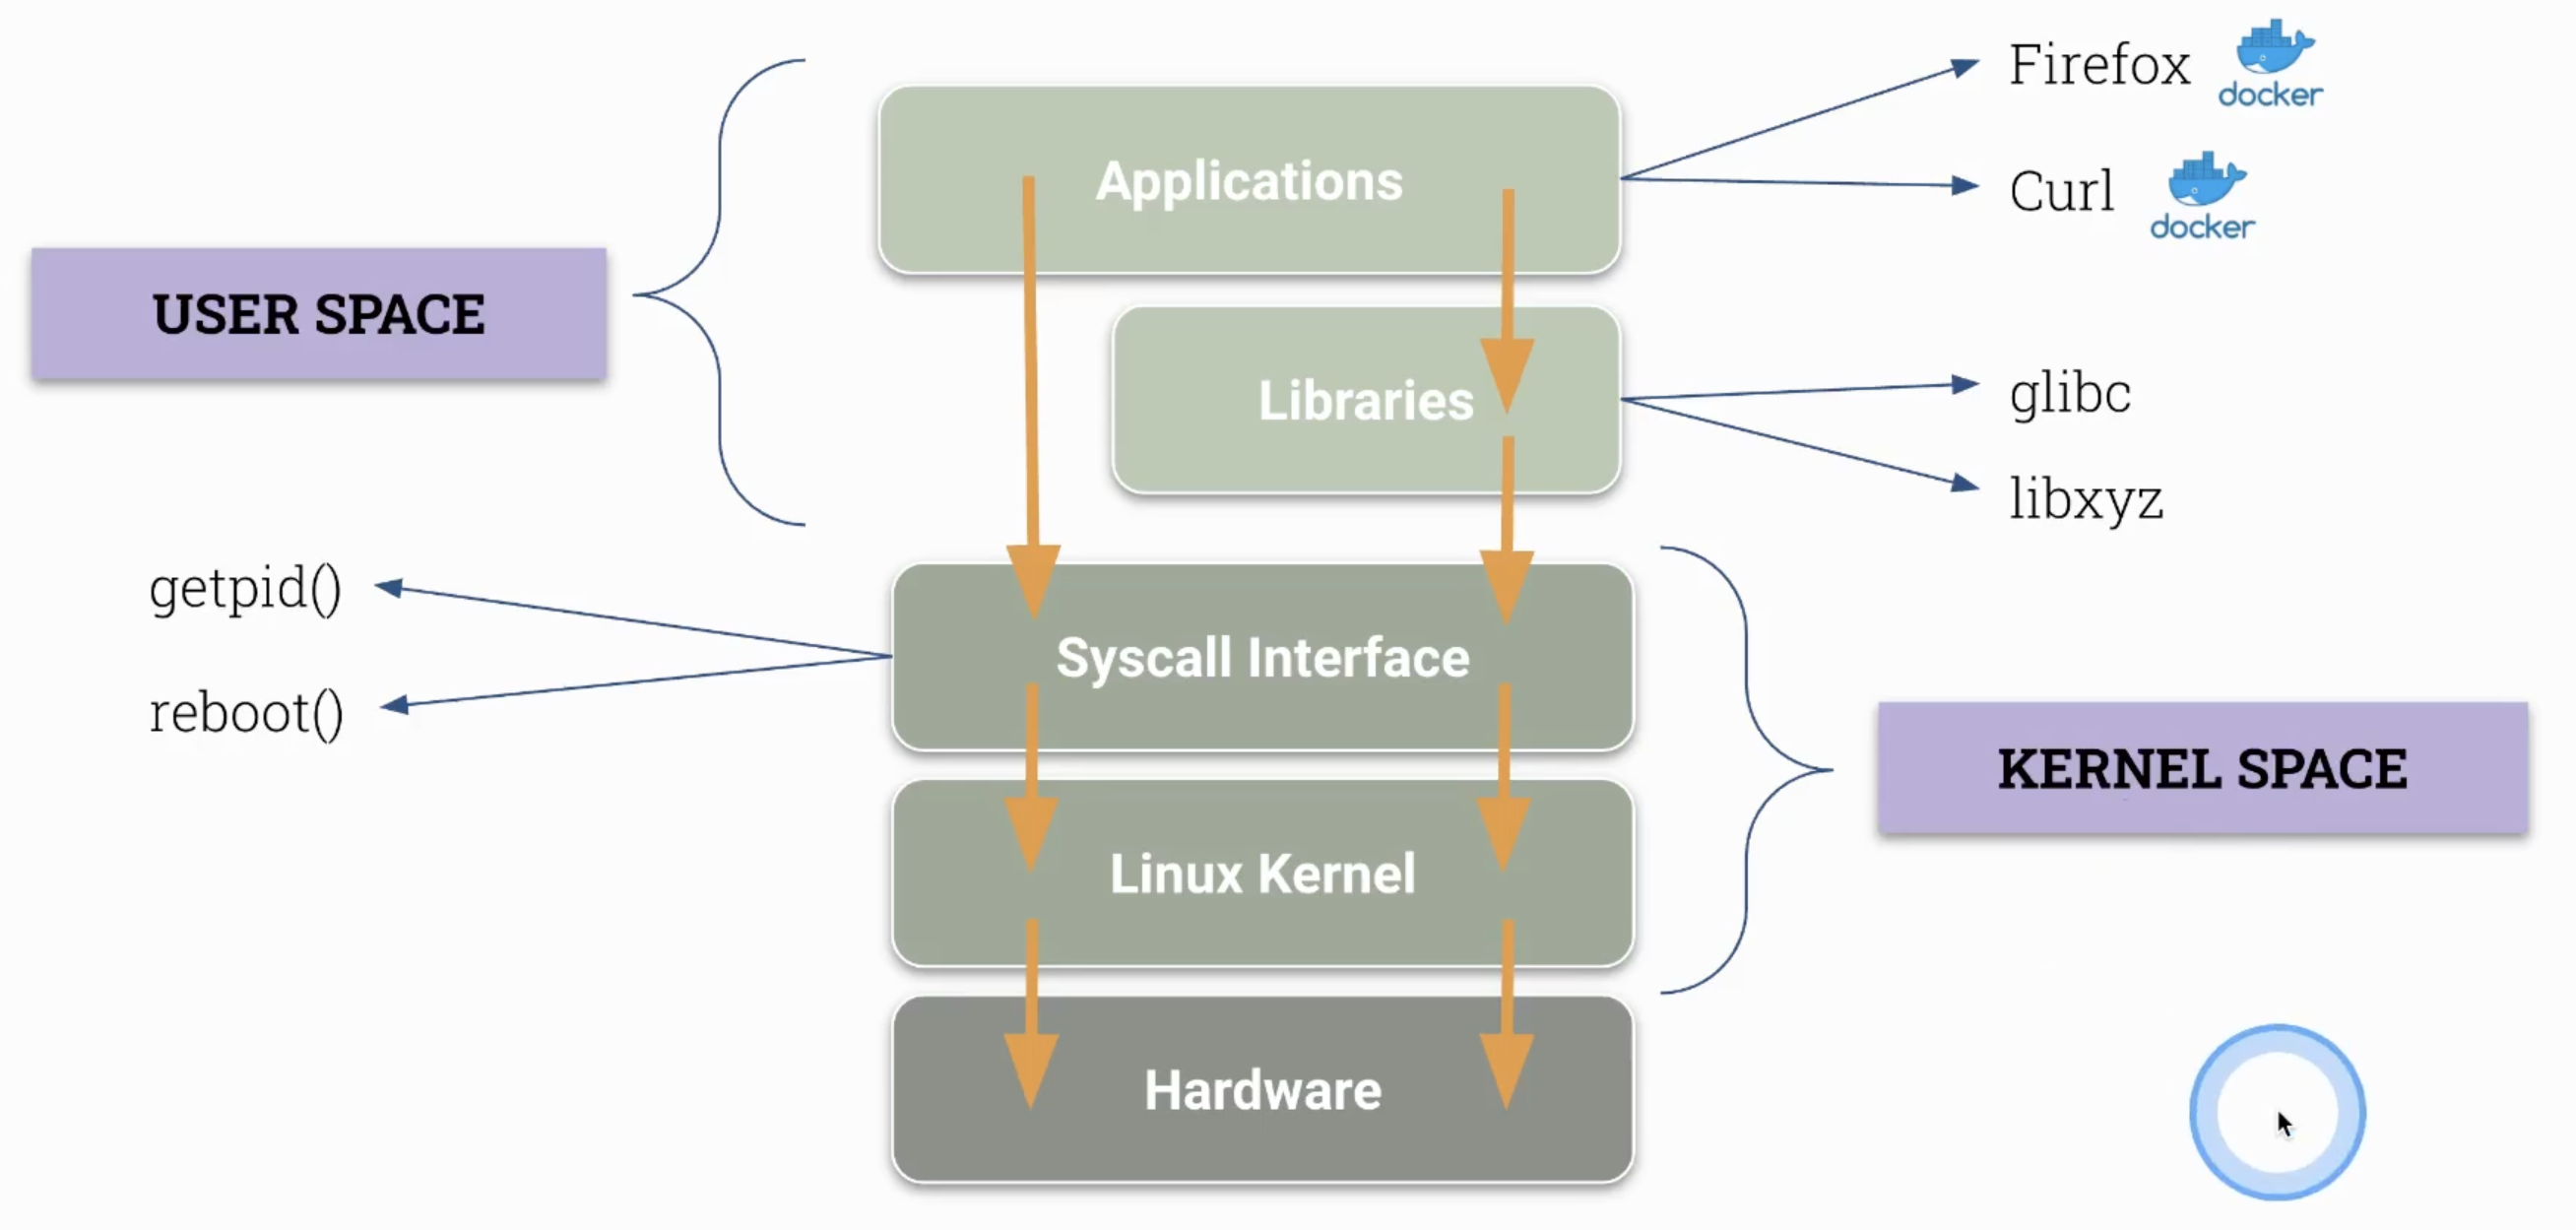 Firefox
docker
Applications
Curl
docker
USER SPACE
Libraries
glibc
libxyz
getpid()
Syscall Interface
reboot()
KERNEL SPACE
Linux Kernel
Hardware